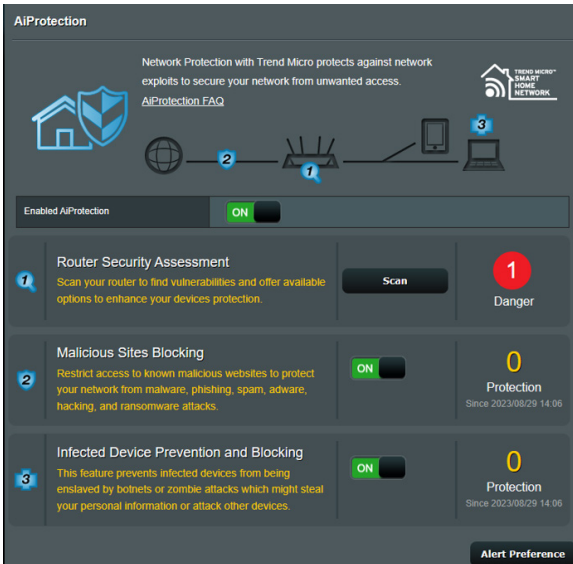 AiProtection
Network Protection with Trend Micro protects against network
exploits to secure your network from unwanted access.
AiProtection FAQ
TREND MICRO™
SMART
HOME
NETWORK
3
2
1
Enabled AiProtection
ON
1
Router Security Assessment
Scan your router to find vulnerabilities and offer available
options to enhance your devices protection.
Scan
1
Danger
2
Malicious Sites Blocking
Restrict access to known malicious websites to protect
your network from malware, phishing, spam, adware,
hacking, and ransomware attacks.
ON
0
Protection
Since 2023/08/29 14:06
3
Infected Device Prevention and Blocking
This feature prevents infected devices from being
enslaved by botnets or zombie attacks which might steal
your personal information or attack other devices.
ON
0
Protection
Since 2023/08/29 14:06
Alert Preference